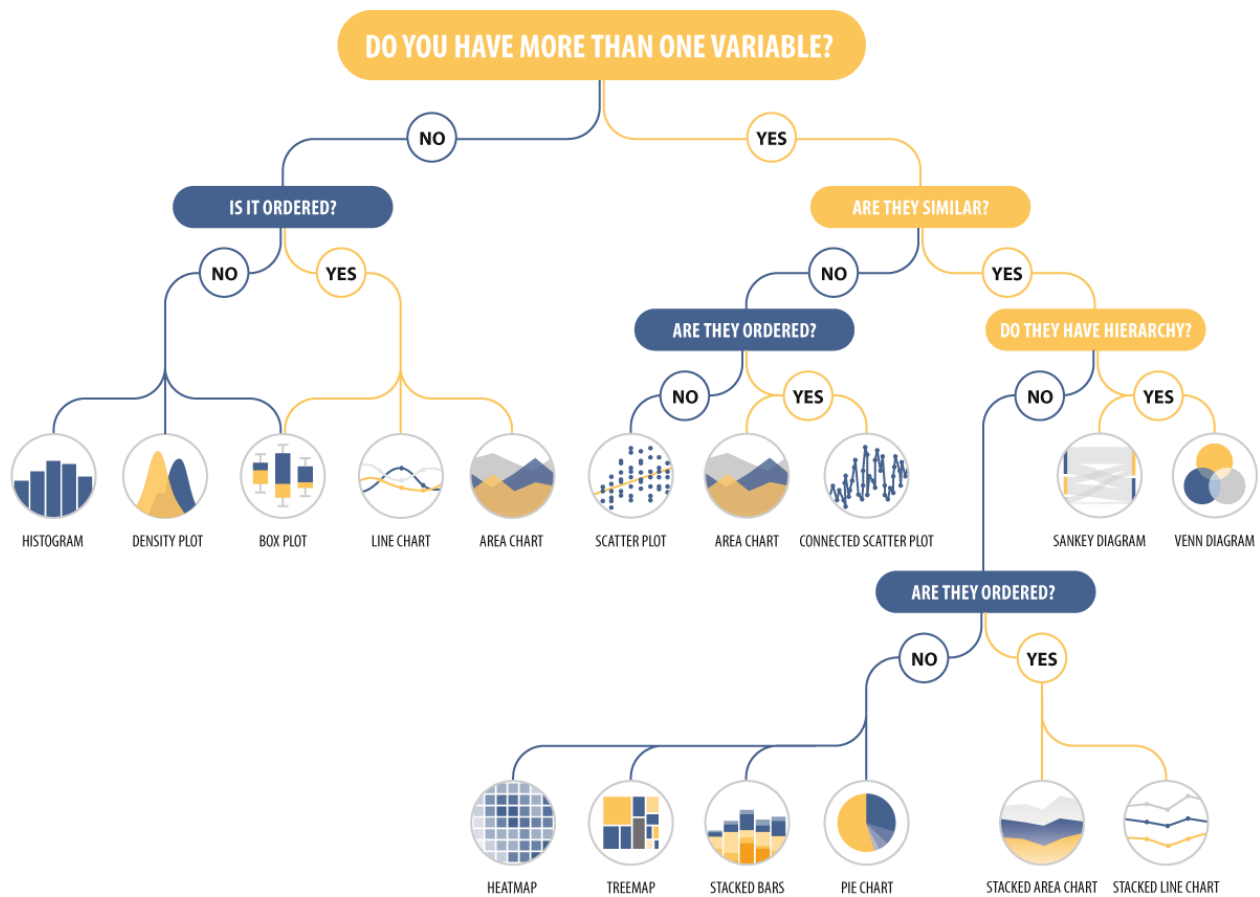 DO YOU HAVE MORE THAN ONE VARIABLE?
NO
YES
IS IT ORDERED?
ARE THEY SIMILAR?
NO
YES
NO
YES
ARE THEY ORDERED?
DO THEY HAVE HIERARCHY?
NO
YES
NO
YES
HISTOGRAM
DENSITY PLOT
BOX PLOT
LINE CHART
AREA CHART
SCATTER PLOT
AREA CHART
CONNECTED SCATTER PLOT
SANKEY DIAGRAM
VENN DIAGRAM
ARE THEY ORDERED?
NO
YES
HEATMAP
TREEMAP
STACKED BARS
PIE CHART
STACKED AREA CHART
STACKED LINE CHART